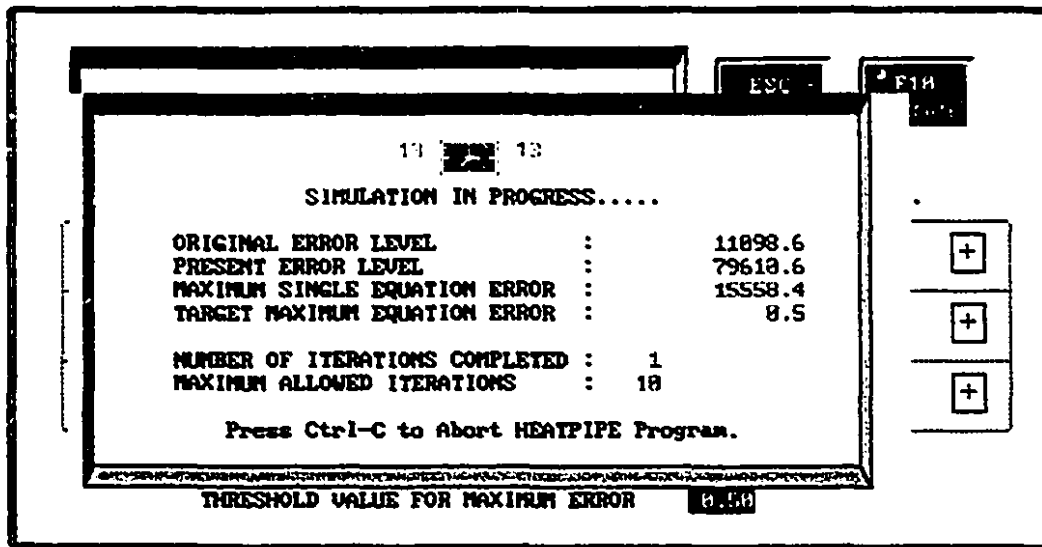 ESC -
F10
13 13
SIMULATION IN PROGRESS.....
ORIGINAL ERROR LEVEL : 11098.6
PRESENT ERROR LEVEL : 79610.6
MAXIMUM SINGLE EQUATION ERROR : 15558.4
TARGET MAXIMUM EQUATION ERROR : 0.5
NUMBER OF ITERATIONS COMPLETED : 1
MAXIMUM ALLOWED ITERATIONS : 10
Press Ctrl-C to Abort HEATPIPE Program.
THRESHOLD VALUE FOR MAXIMUM ERROR 0.50
+
+
+